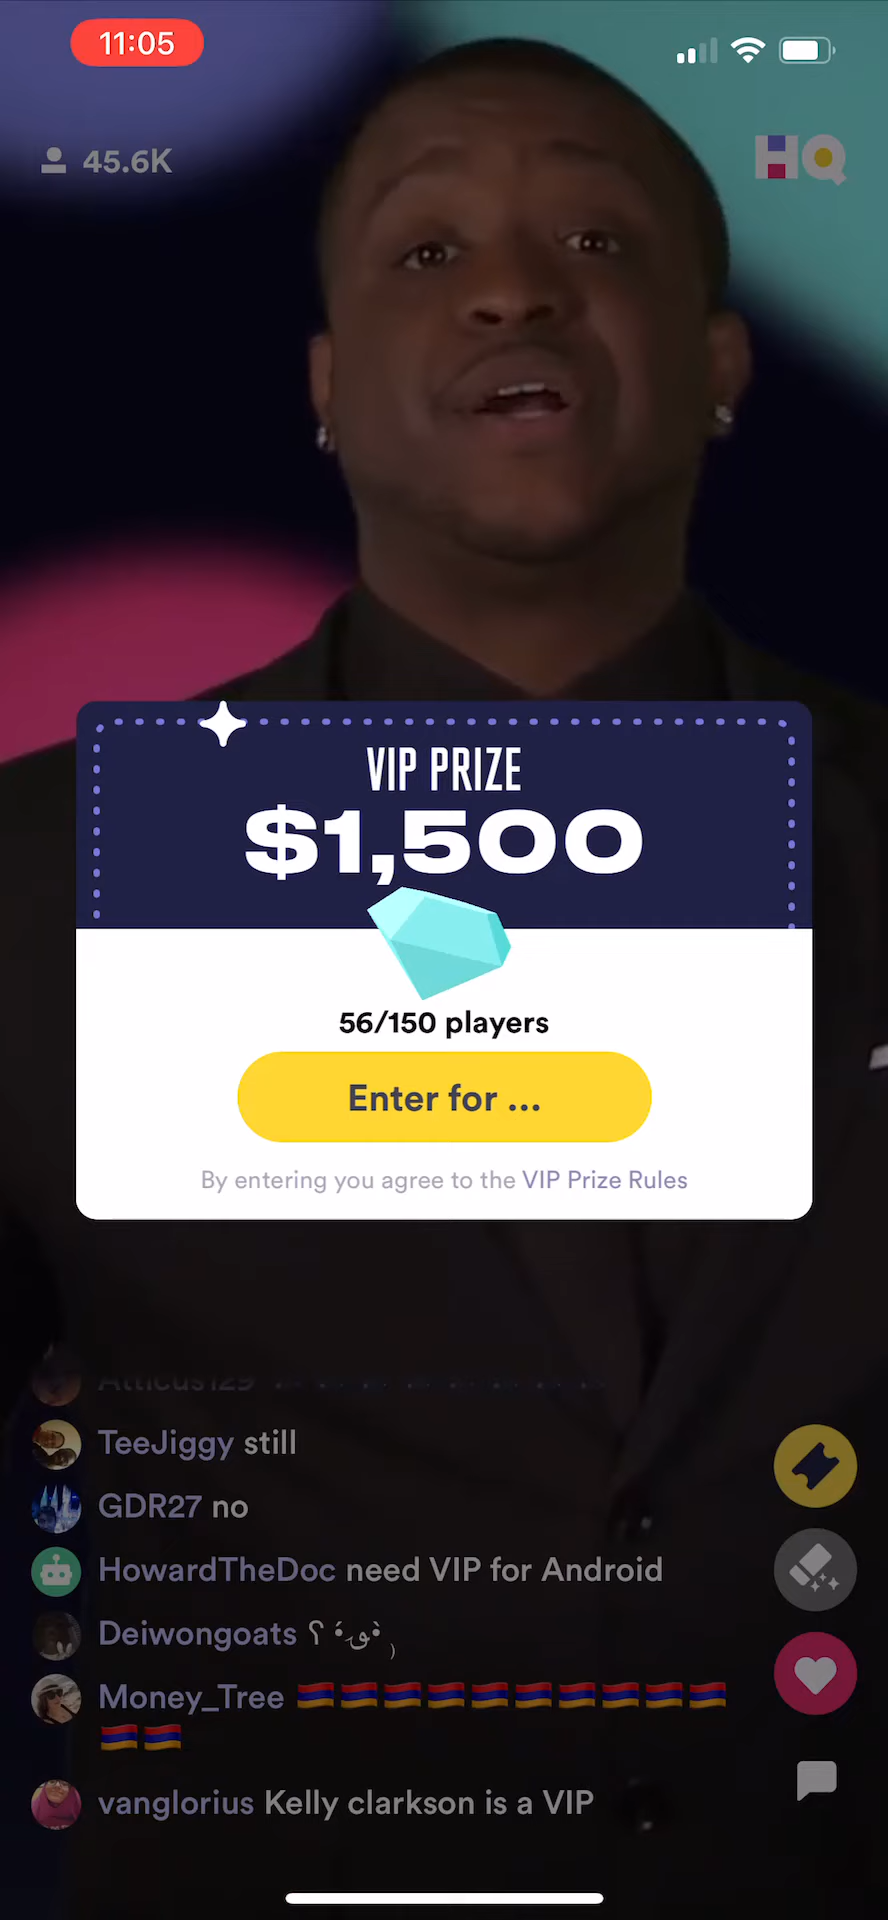 11:05
45.6K
HQ
VIP PRIZE
$1,500
56/150 players
Enter for ...
By entering you agree to the VIP Prize Rules
Atticus129
TeeJiggy still
GDR27 no
HowardTheDoc need VIP for Android
Deiwongoats
Money_Tree 🇦🇲🇦🇲🇦🇲🇦🇲🇦🇲🇦🇲🇦🇲🇦🇲🇦🇲🇦🇲
🇦🇲🇦🇲
vanglorius Kelly clarkson is a VIP